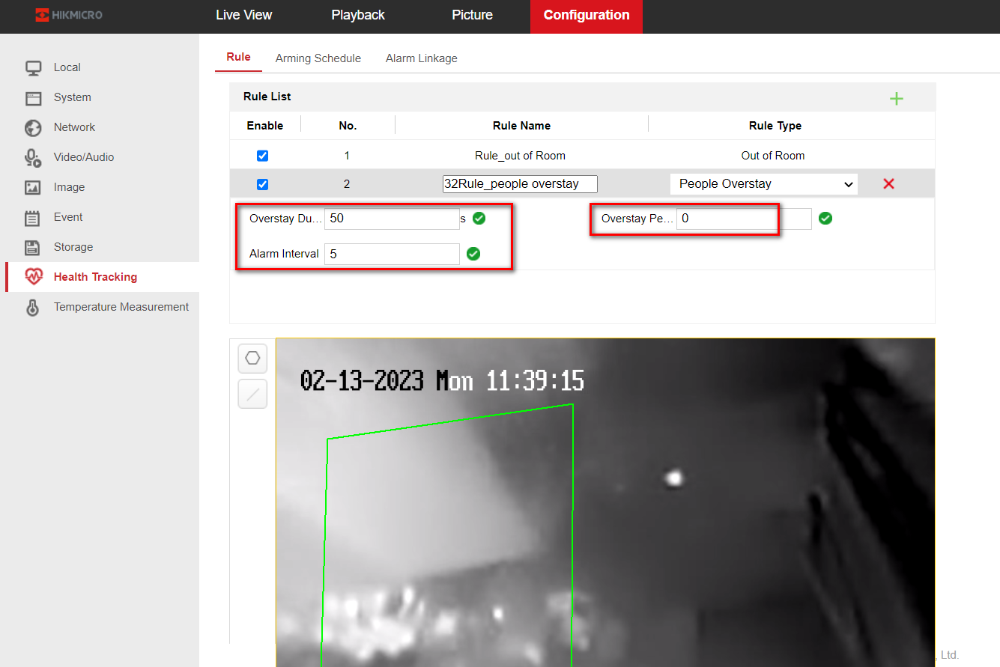 HIKMICRO Live View Playback Picture Configuration
Local
System
Network
Video/Audio
Image
Event
Storage
Health Tracking
Temperature Measurement
Rule Arming Schedule Alarm Linkage
Rule List
Enable No. Rule Name Rule Type
1 Rule_out of Room Out of Room
2 32Rule_people overstay People Overstay
Overstay Du... 50 s Overstay Pe... 0
Alarm Interval 5
02-13-2023 Mon 11:39:15
, Ltd.